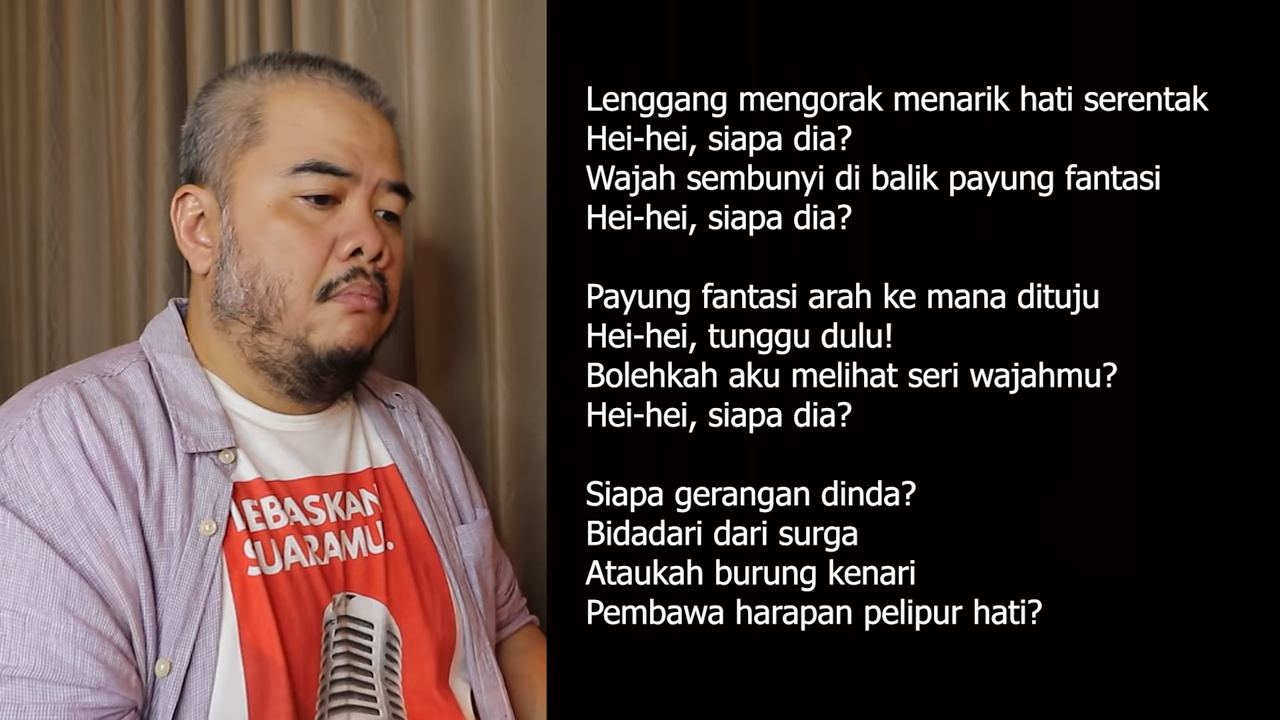 Lenggang mengorak menarik hati serentak
Hei-hei, siapa dia?
Wajah sembunyi di balik payung fantasi
Hei-hei, siapa dia?
Payung fantasi arah ke mana dituju
Hei-hei, tunggu dulu!
Bolehkah aku melihat seri wajahmu?
Hei-hei, siapa dia?
Siapa gerangan dinda?
Bidadari dari surga
Ataukah burung kenari
Pembawa harapan pelipur hati?
SUARAMU.